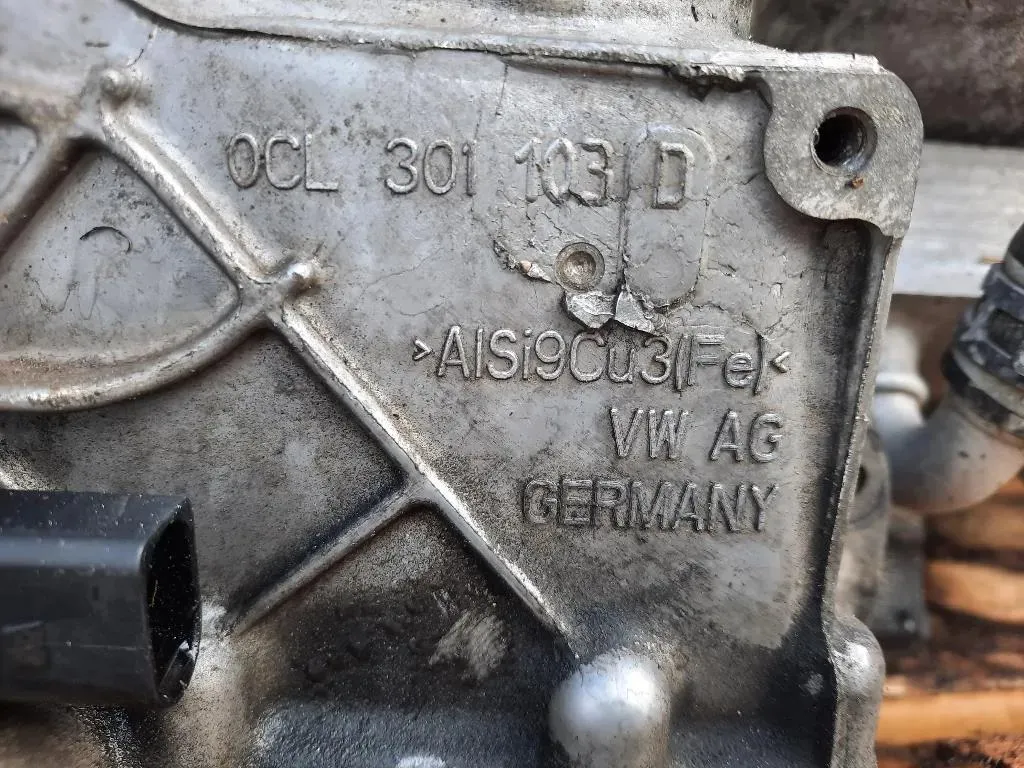 0CL 301 103 D
>AlSi9Cu3(Fe)<
VW AG
GERMANY